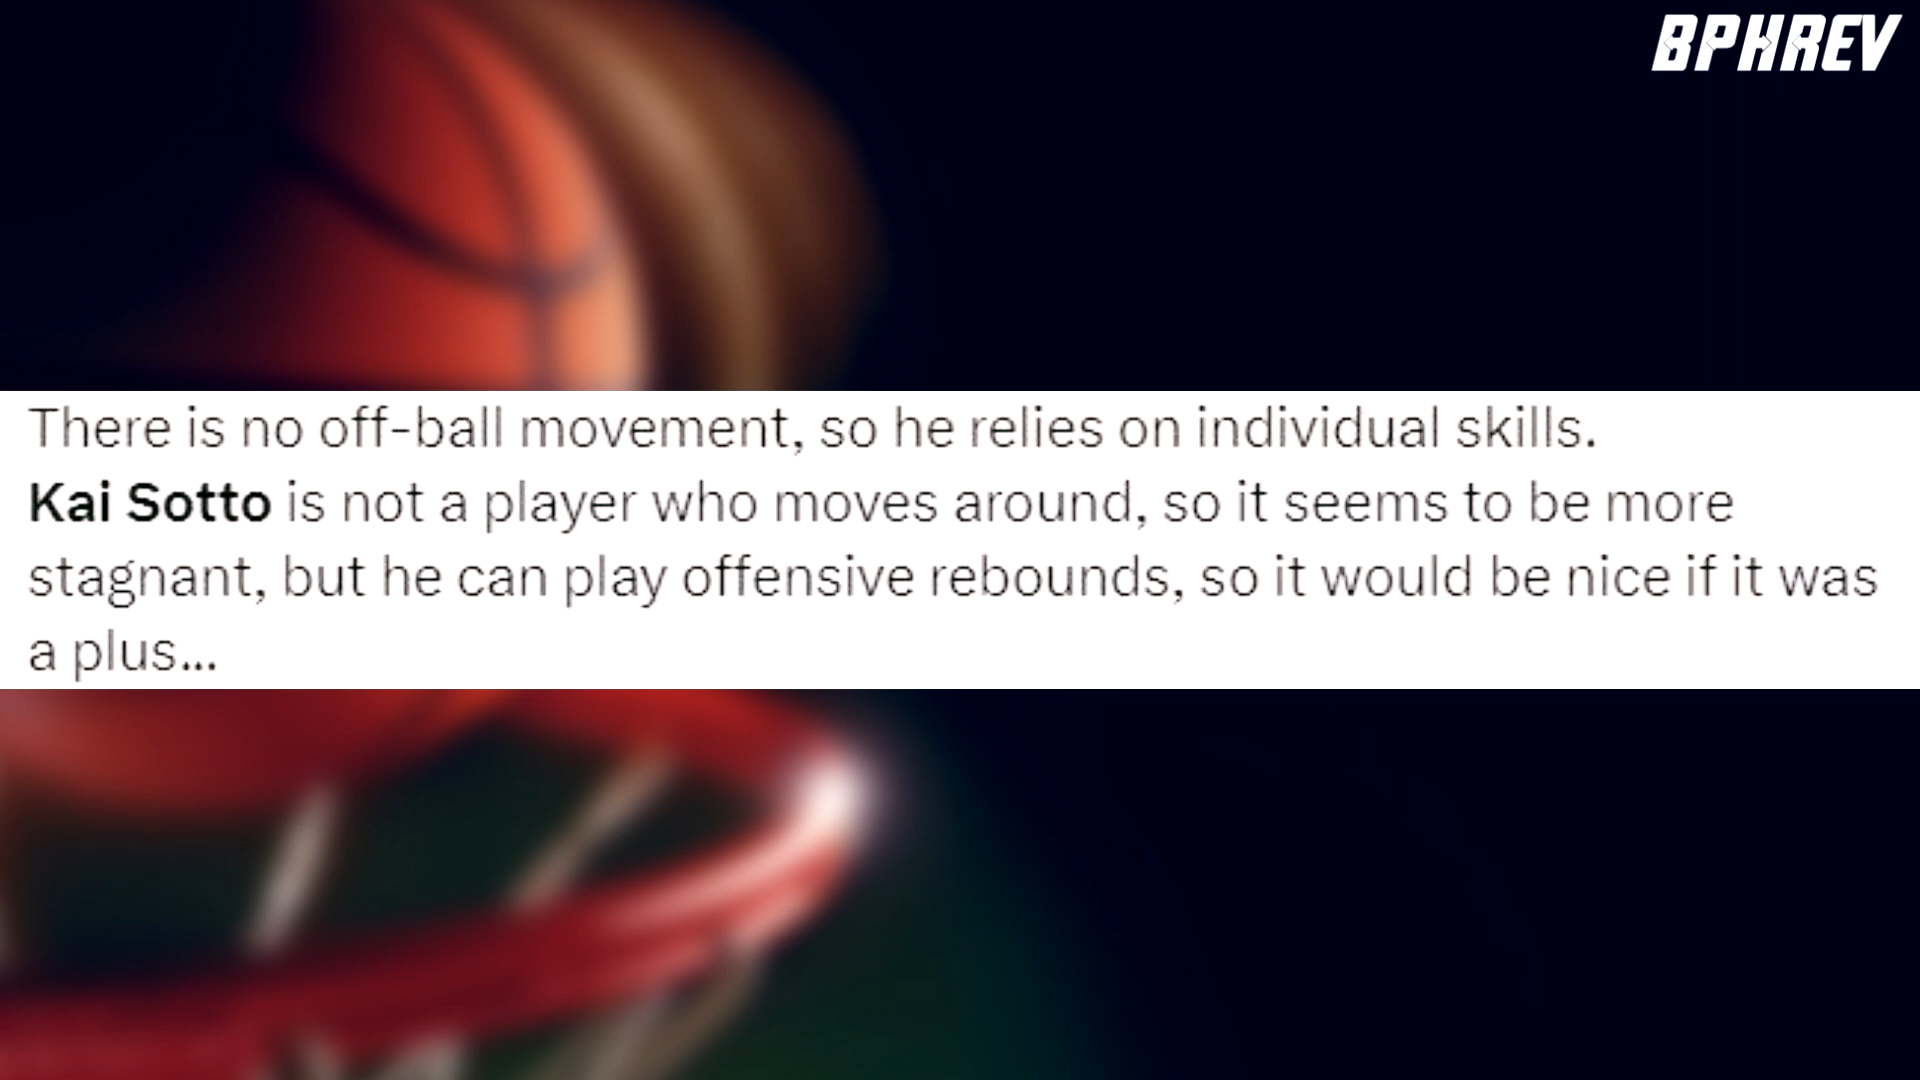 BPHREV
There is no off-ball movement, so he relies on individual skills.
Kai Sotto is not a player who moves around, so it seems to be more
stagnant, but he can play offensive rebounds, so it would be nice if it was
a plus...